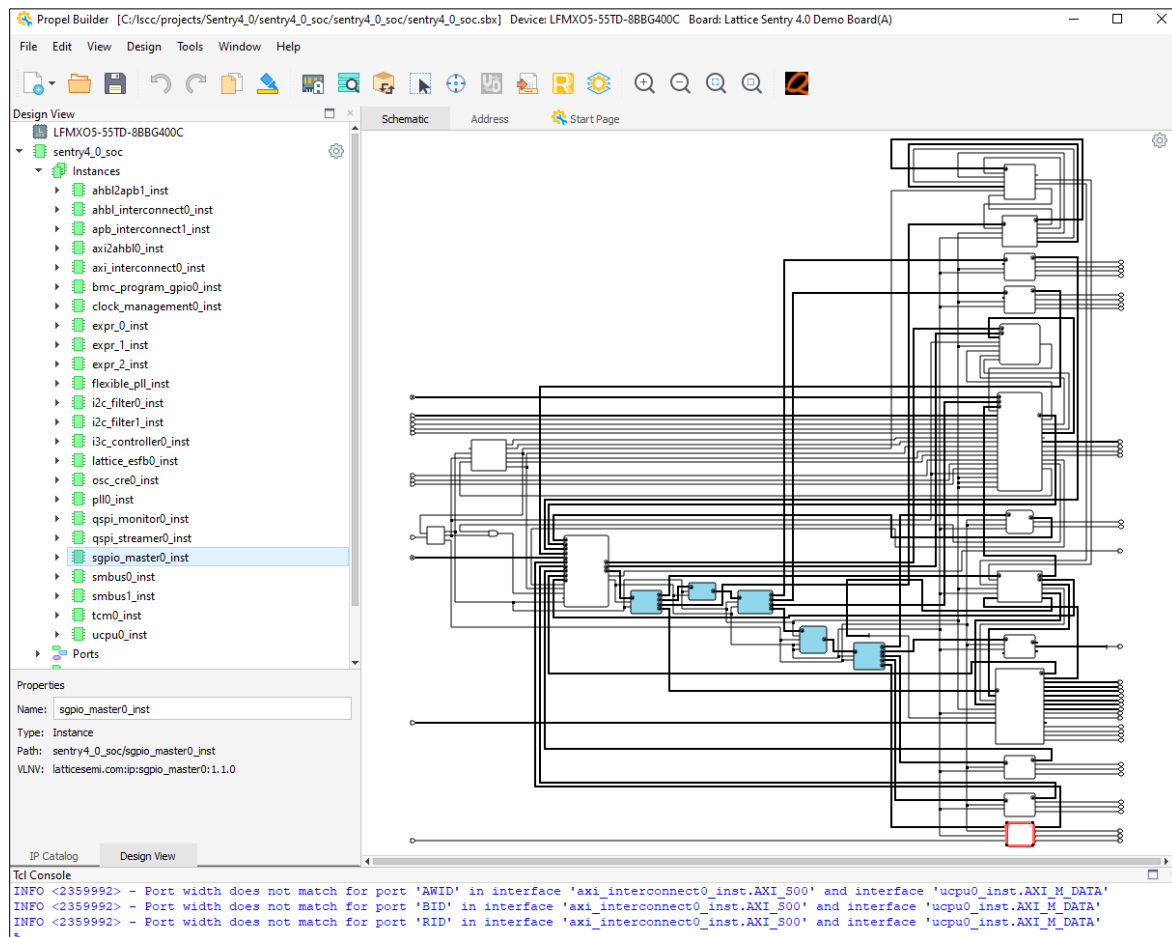 Propel Builder [C:/lscc/projects/Sentry4_0/sentry4_0_soc/sentry4_0_soc/sentry4_0_soc.sbx] Device: LFMXO5-55TD-8BBG400C Board: Lattice Sentry 4.0 Demo Board(A)
File Edit View Design Tools Window Help
Design View
Schematic Address Start Page
LFMXO5-55TD-8BBG400C
sentry4_0_soc
Instances
ahbl2apb1_inst
ahbl_interconnect0_inst
apb_interconnect1_inst
axi2ahbl0_inst
axi_interconnect0_inst
bmc_program_gpio0_inst
clock_management0_inst
expr_0_inst
expr_1_inst
expr_2_inst
flexible_pll_inst
i2c_filter0_inst
i2c_filter1_inst
i3c_controller0_inst
lattice_esfb0_inst
osc_cre0_inst
pll0_inst
qspi_monitor0_inst
qspi_streamer0_inst
sgpio_master0_inst
smbus0_inst
smbus1_inst
tcm0_inst
ucpu0_inst
Ports
Properties
Name: sgpio_master0_inst
Type: Instance
Path: sentry4_0_soc/sgpio_master0_inst
VLNV: latticesemi.com:ip:sgpio_master0:1.1.0
IP Catalog Design View
Tcl Console
INFO <2359992> - Port width does not match for port 'AWID' in interface 'axi_interconnect0_inst.AXI_S00' and interface 'ucpu0_inst.AXI_M_DATA'
INFO <2359992> - Port width does not match for port 'BID' in interface 'axi_interconnect0_inst.AXI_S00' and interface 'ucpu0_inst.AXI_M_DATA'
INFO <2359992> - Port width does not match for port 'RID' in interface 'axi_interconnect0_inst.AXI_S00' and interface 'ucpu0_inst.AXI_M_DATA'
%